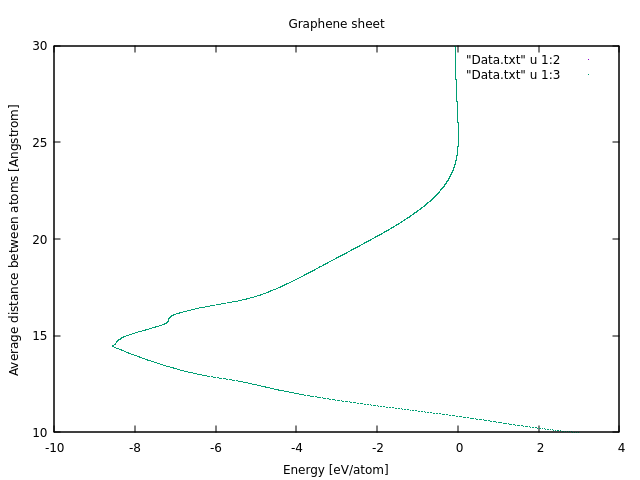 Graphene sheet
30
"Data.txt" u 1:2
"Data.txt" u 1:3
25
20
15
10
Average distance between atoms [Angstrom]
-10
-8
-6
-4
-2
0
2
4
Energy [eV/atom]